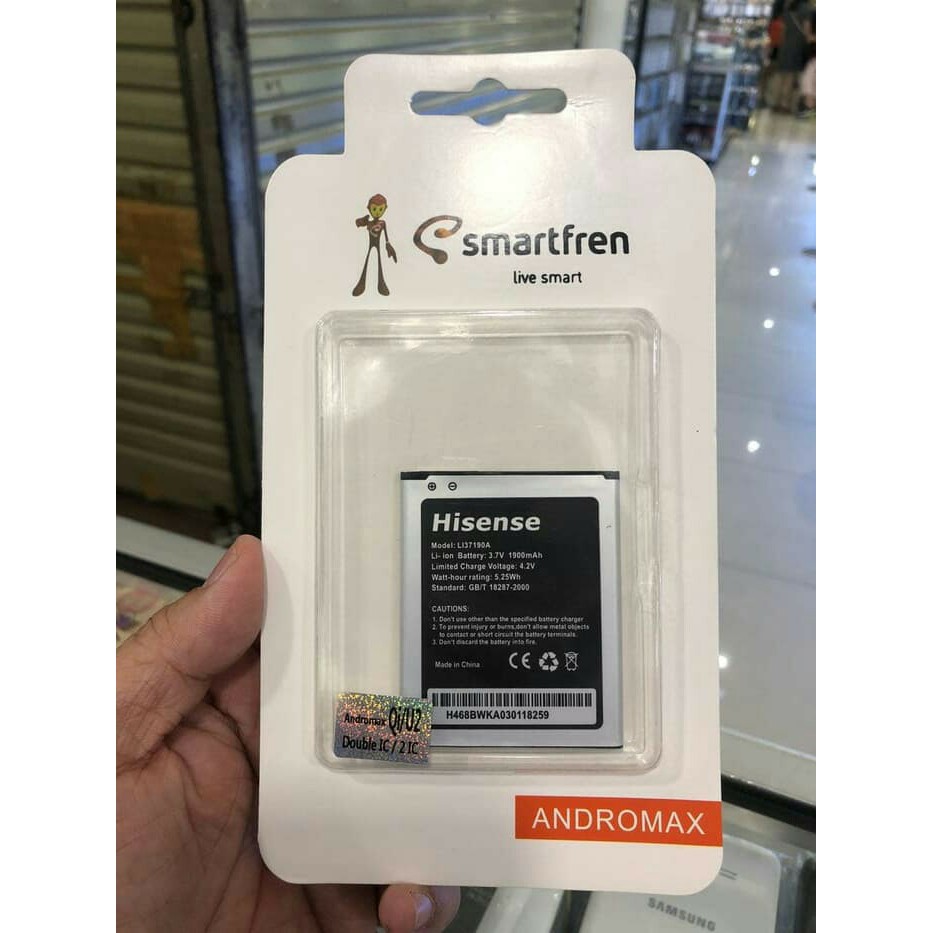 smartfren
live smart
Hisense
Model: LI37190A
Li- ion Battery: 3.7V 1900mAh
Limited Charge Voltage: 4.2V
Watt-hour rating: 5.25Wh
Standard: GB/T 18287-2000
CAUTIONS:
1. Don't use other than the specified battery charger
2. To prevent injury or burns,don't allow metal objects
to contact or short circuit the battery terminals.
3. Don't discard the battery into fire.
Made in China
CE
H468BWKA030118259
Andromax Qi/U2
Double IC / 2 IC
ANDROMAX
SAMSUNG